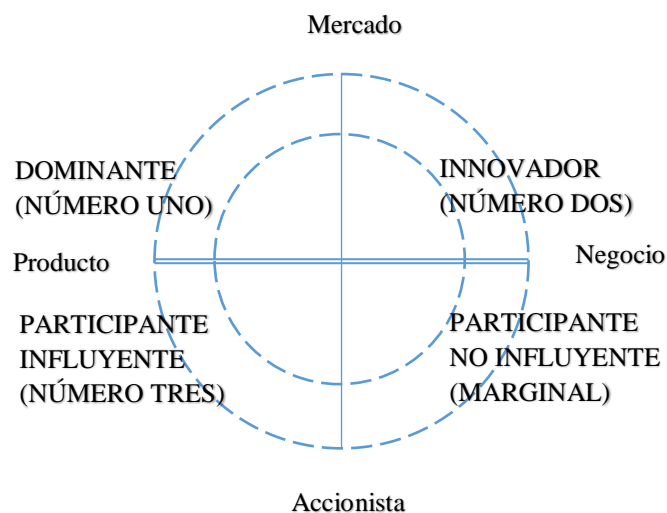 Mercado
DOMINANTE
(NÚMERO UNO)
INNOVADOR
(NÚMERO DOS)
Producto
Negocio
PARTICIPANTE
INFLUYENTE
(NÚMERO TRES)
PARTICIPANTE
NO INFLUYENTE
(MARGINAL)
Accionista